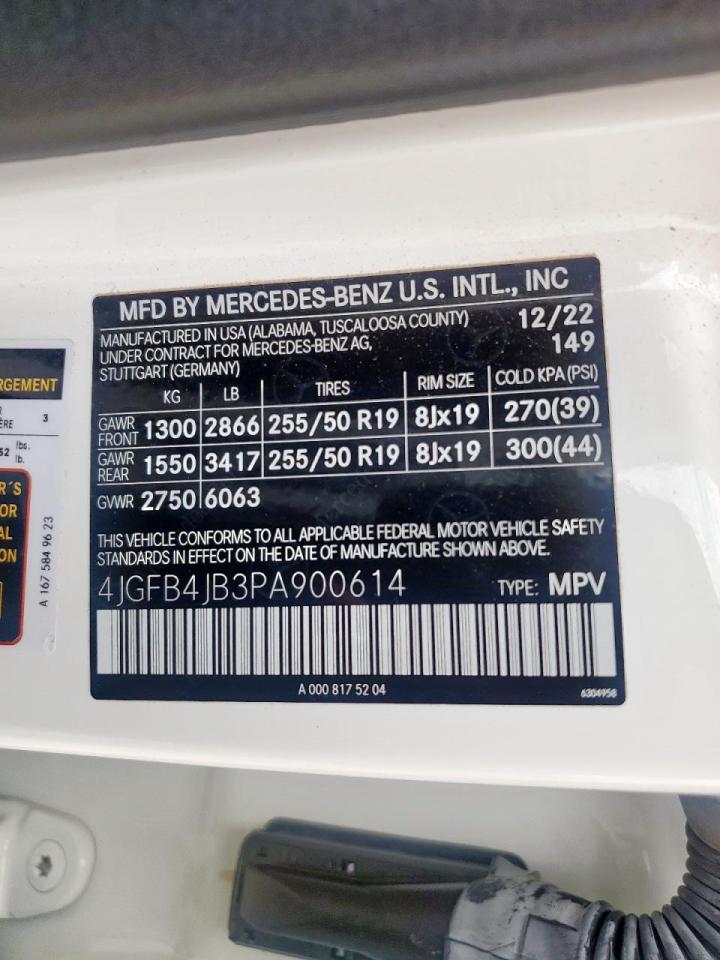 MFD BY MERCEDES-BENZ U.S. INTL., INC
MANUFACTURED IN USA (ALABAMA, TUSCALOOSA COUNTY) 12/22
UNDER CONTRACT FOR MERCEDES-BENZ AG, 149
STUTTGART (GERMANY)
KG LB TIRES RIM SIZE COLD KPA (PSI)
GAWR FRONT 1300 2866 255/50 R19 8Jx19 270(39)
GAWR REAR 1550 3417 255/50 R19 8Jx19 300(44)
GVWR 2750 6063
THIS VEHICLE CONFORMS TO ALL APPLICABLE FEDERAL MOTOR VEHICLE SAFETY
STANDARDS IN EFFECT ON THE DATE OF MANUFACTURE SHOWN ABOVE.
4JGFB4JB3PA900614 TYPE: MPV
A 000 817 52 04
6304958
RGEMENT
3
52 lbs.
lb.
A 167 584 96 23